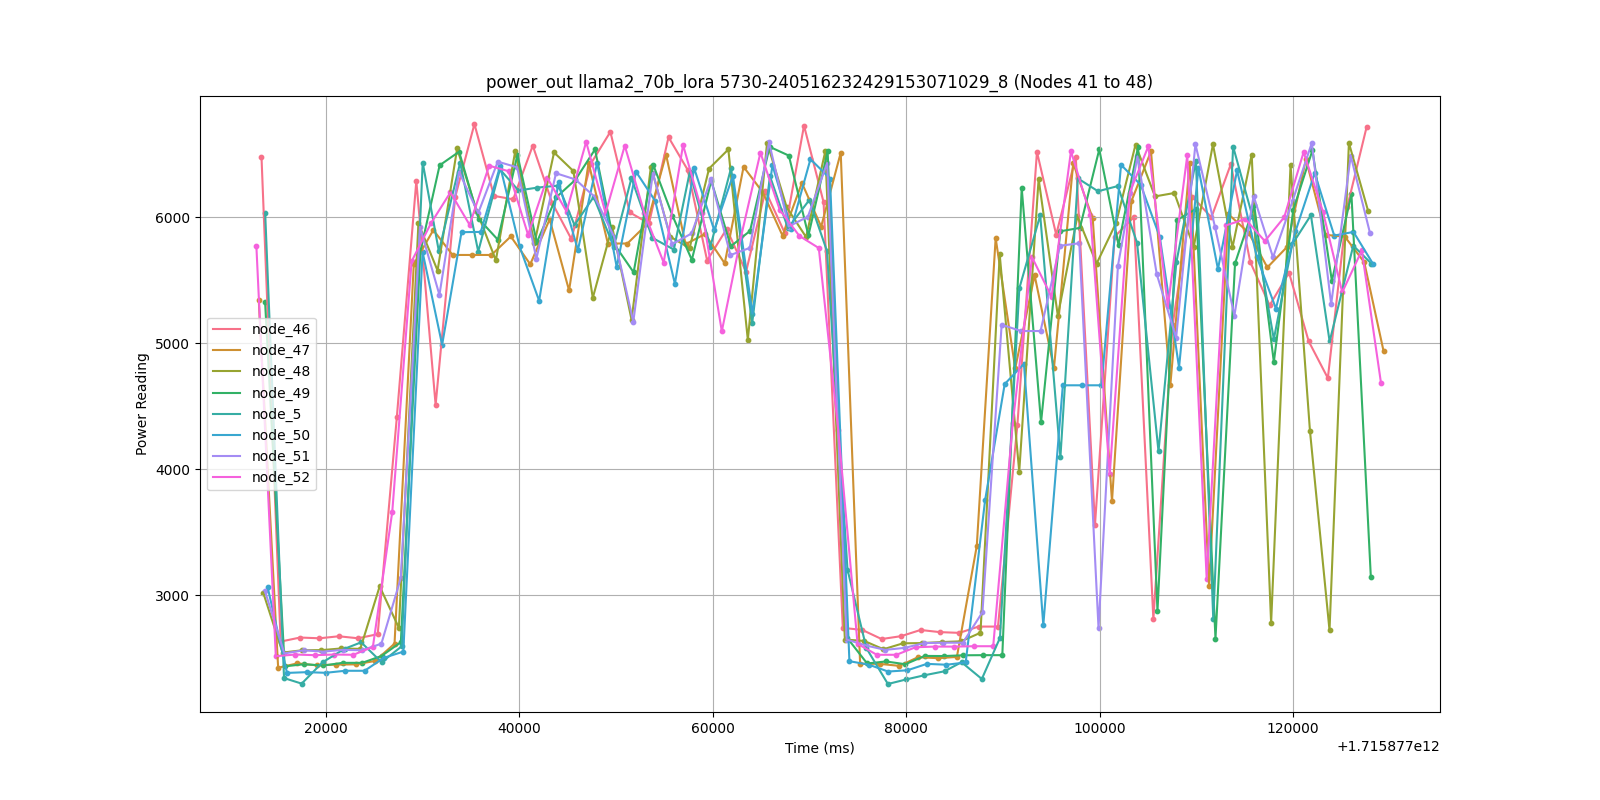 power_out llama2_70b_lora 5730-240516232429153071029_8 (Nodes 41 to 48)
Power Reading
6000
5000
4000
3000
node_46
node_47
node_48
node_49
node_5
node_50
node_51
node_52
20000 40000 60000 80000 100000 120000
Time (ms)
+1.715877e12